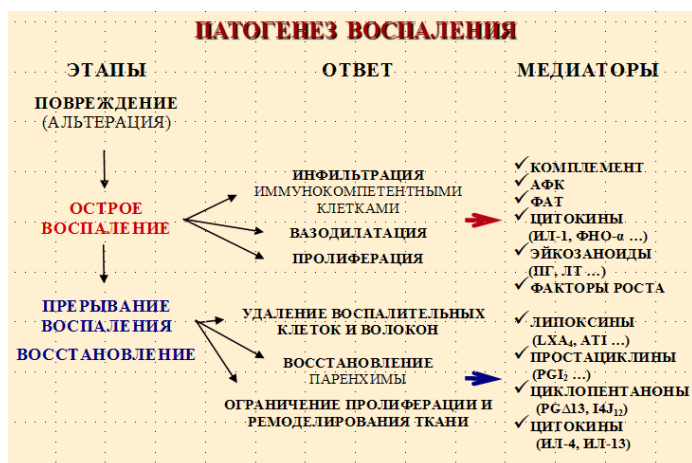 ПАТОГЕНЕЗ ВОСПАЛЕНИЯ
ЭТАПЫ
ОТВЕТ
МЕДИАТОРЫ
ПОВРЕЖДЕНИЕ
(АЛЬТЕРАЦИЯ)
ОСТРОЕ
ВОСПАЛЕНИЕ
ИНФИЛЬТРАЦИЯ
ИММУНОКОМПЕТЕНТНЫМИ
КЛЕТКАМИ
ВАЗОДИЛАТАЦИЯ
ПРОЛИФЕРАЦИЯ
✓КОМПЛЕМЕНТ
✓АФК
✓ФАТ
✓ЦИТОКИНЫ
(ИЛ-1, ФНО-α ...)
✓ЭЙКОЗАНОИДЫ
(ПГ, ЛТ ...)
✓ФАКТОРЫ РОСТА
ПРЕРЫВАНИЕ
ВОСПАЛЕНИЯ
ВОССТАНОВЛЕНИЕ
УДАЛЕНИЕ ВОСПАЛИТЕЛЬНЫХ
КЛЕТОК И ВОЛОКОН
ВОССТАНОВЛЕНИЕ
ПАРЕНХИМЫ
ОГРАНИЧЕНИЕ ПРОЛИФЕРАЦИИ И
РЕМОДЕЛИРОВАНИЯ ТКАНИ
✓ЛИПОКСИНЫ
(LXA₄, ATI ...)
✓ПРОСТАЦИКЛИНЫ
(PGI₂ ...)
✓ЦИКЛОПЕНТАНОНЫ
(PGΔ13, I4J₁₂)
✓ЦИТОКИНЫ
(ИЛ-4, ИЛ-13)